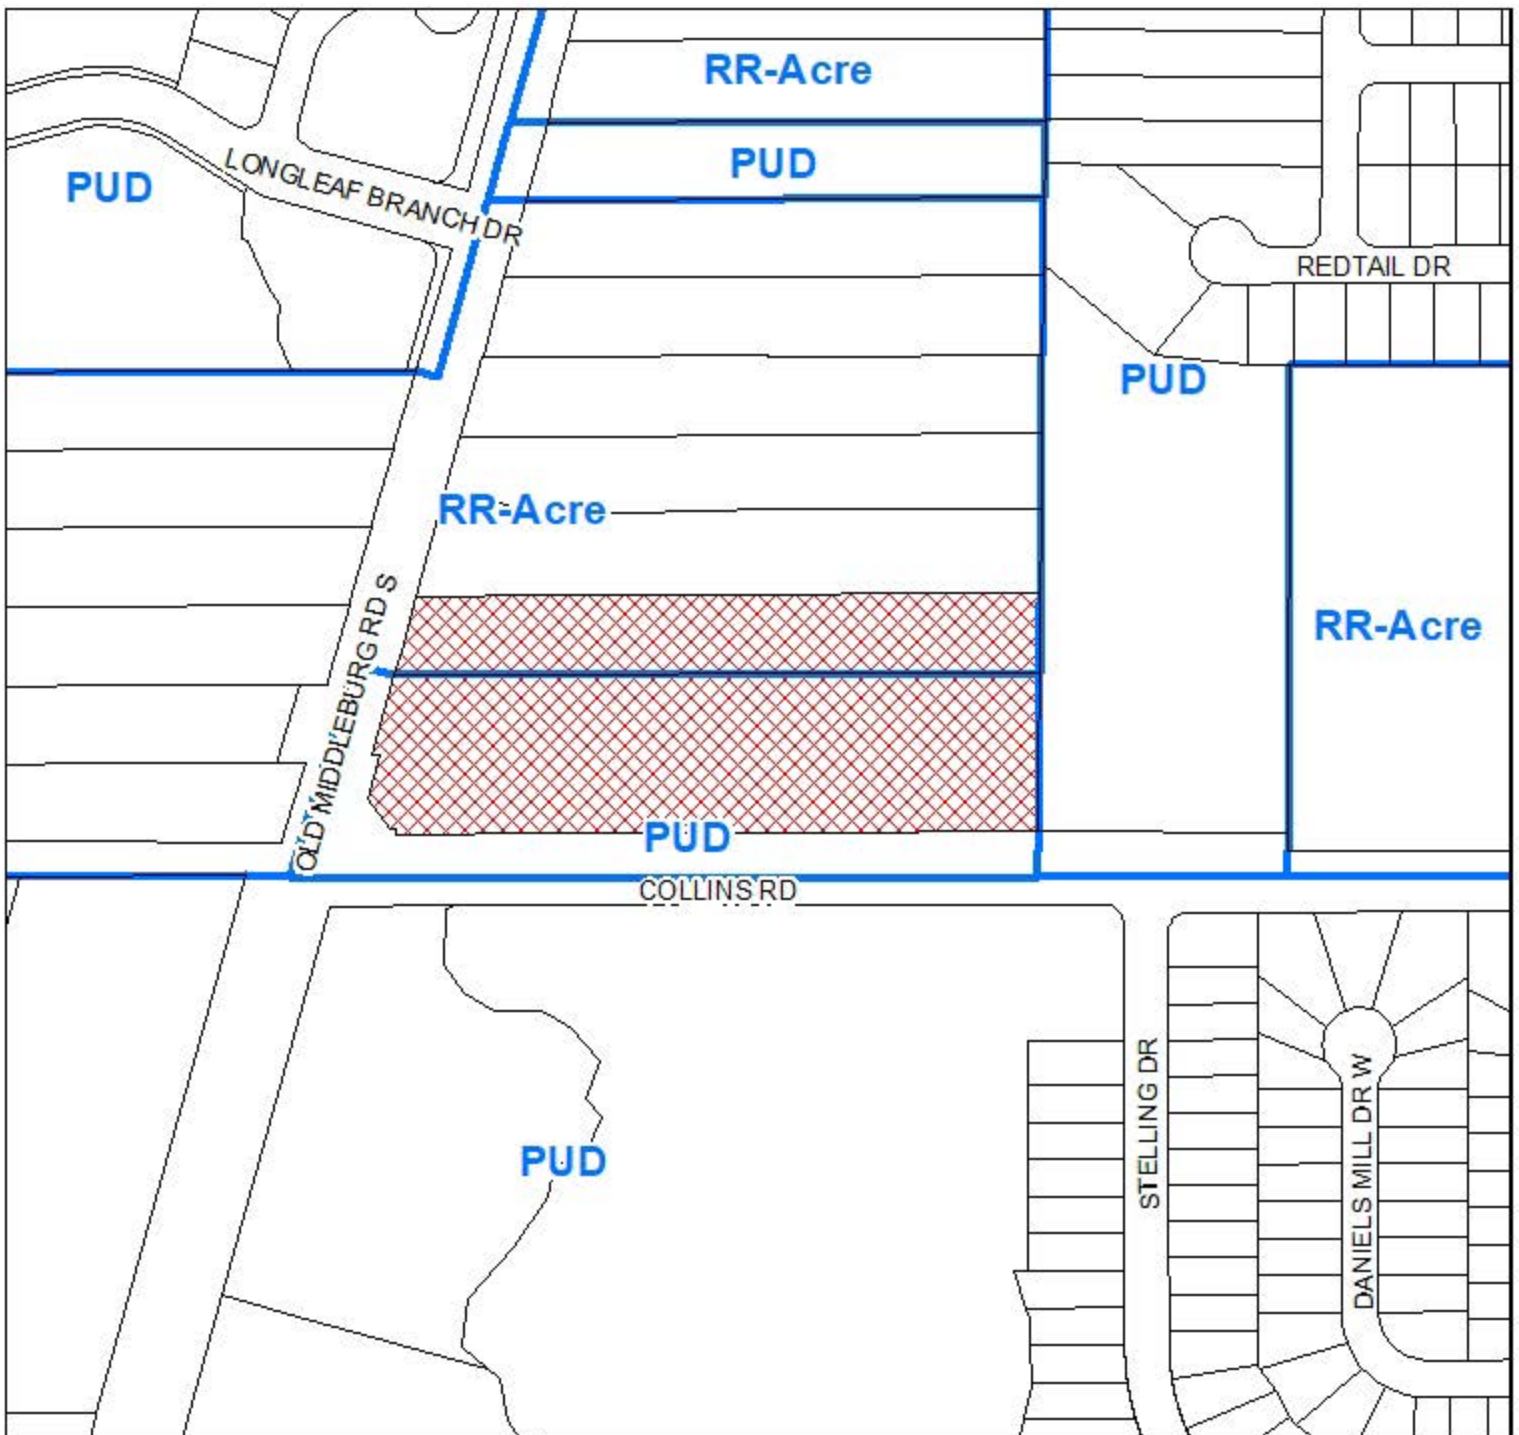 RR-Acre
PUD
PUD
LONGLEAF BRANCH DR
REDTAIL DR
PUD
RR-Acre
RR-Acre
OLD MIDDLEBURG RD S
PUD
COLLINS RD
PUD
STELLING DR
DANIELS MILL DR W